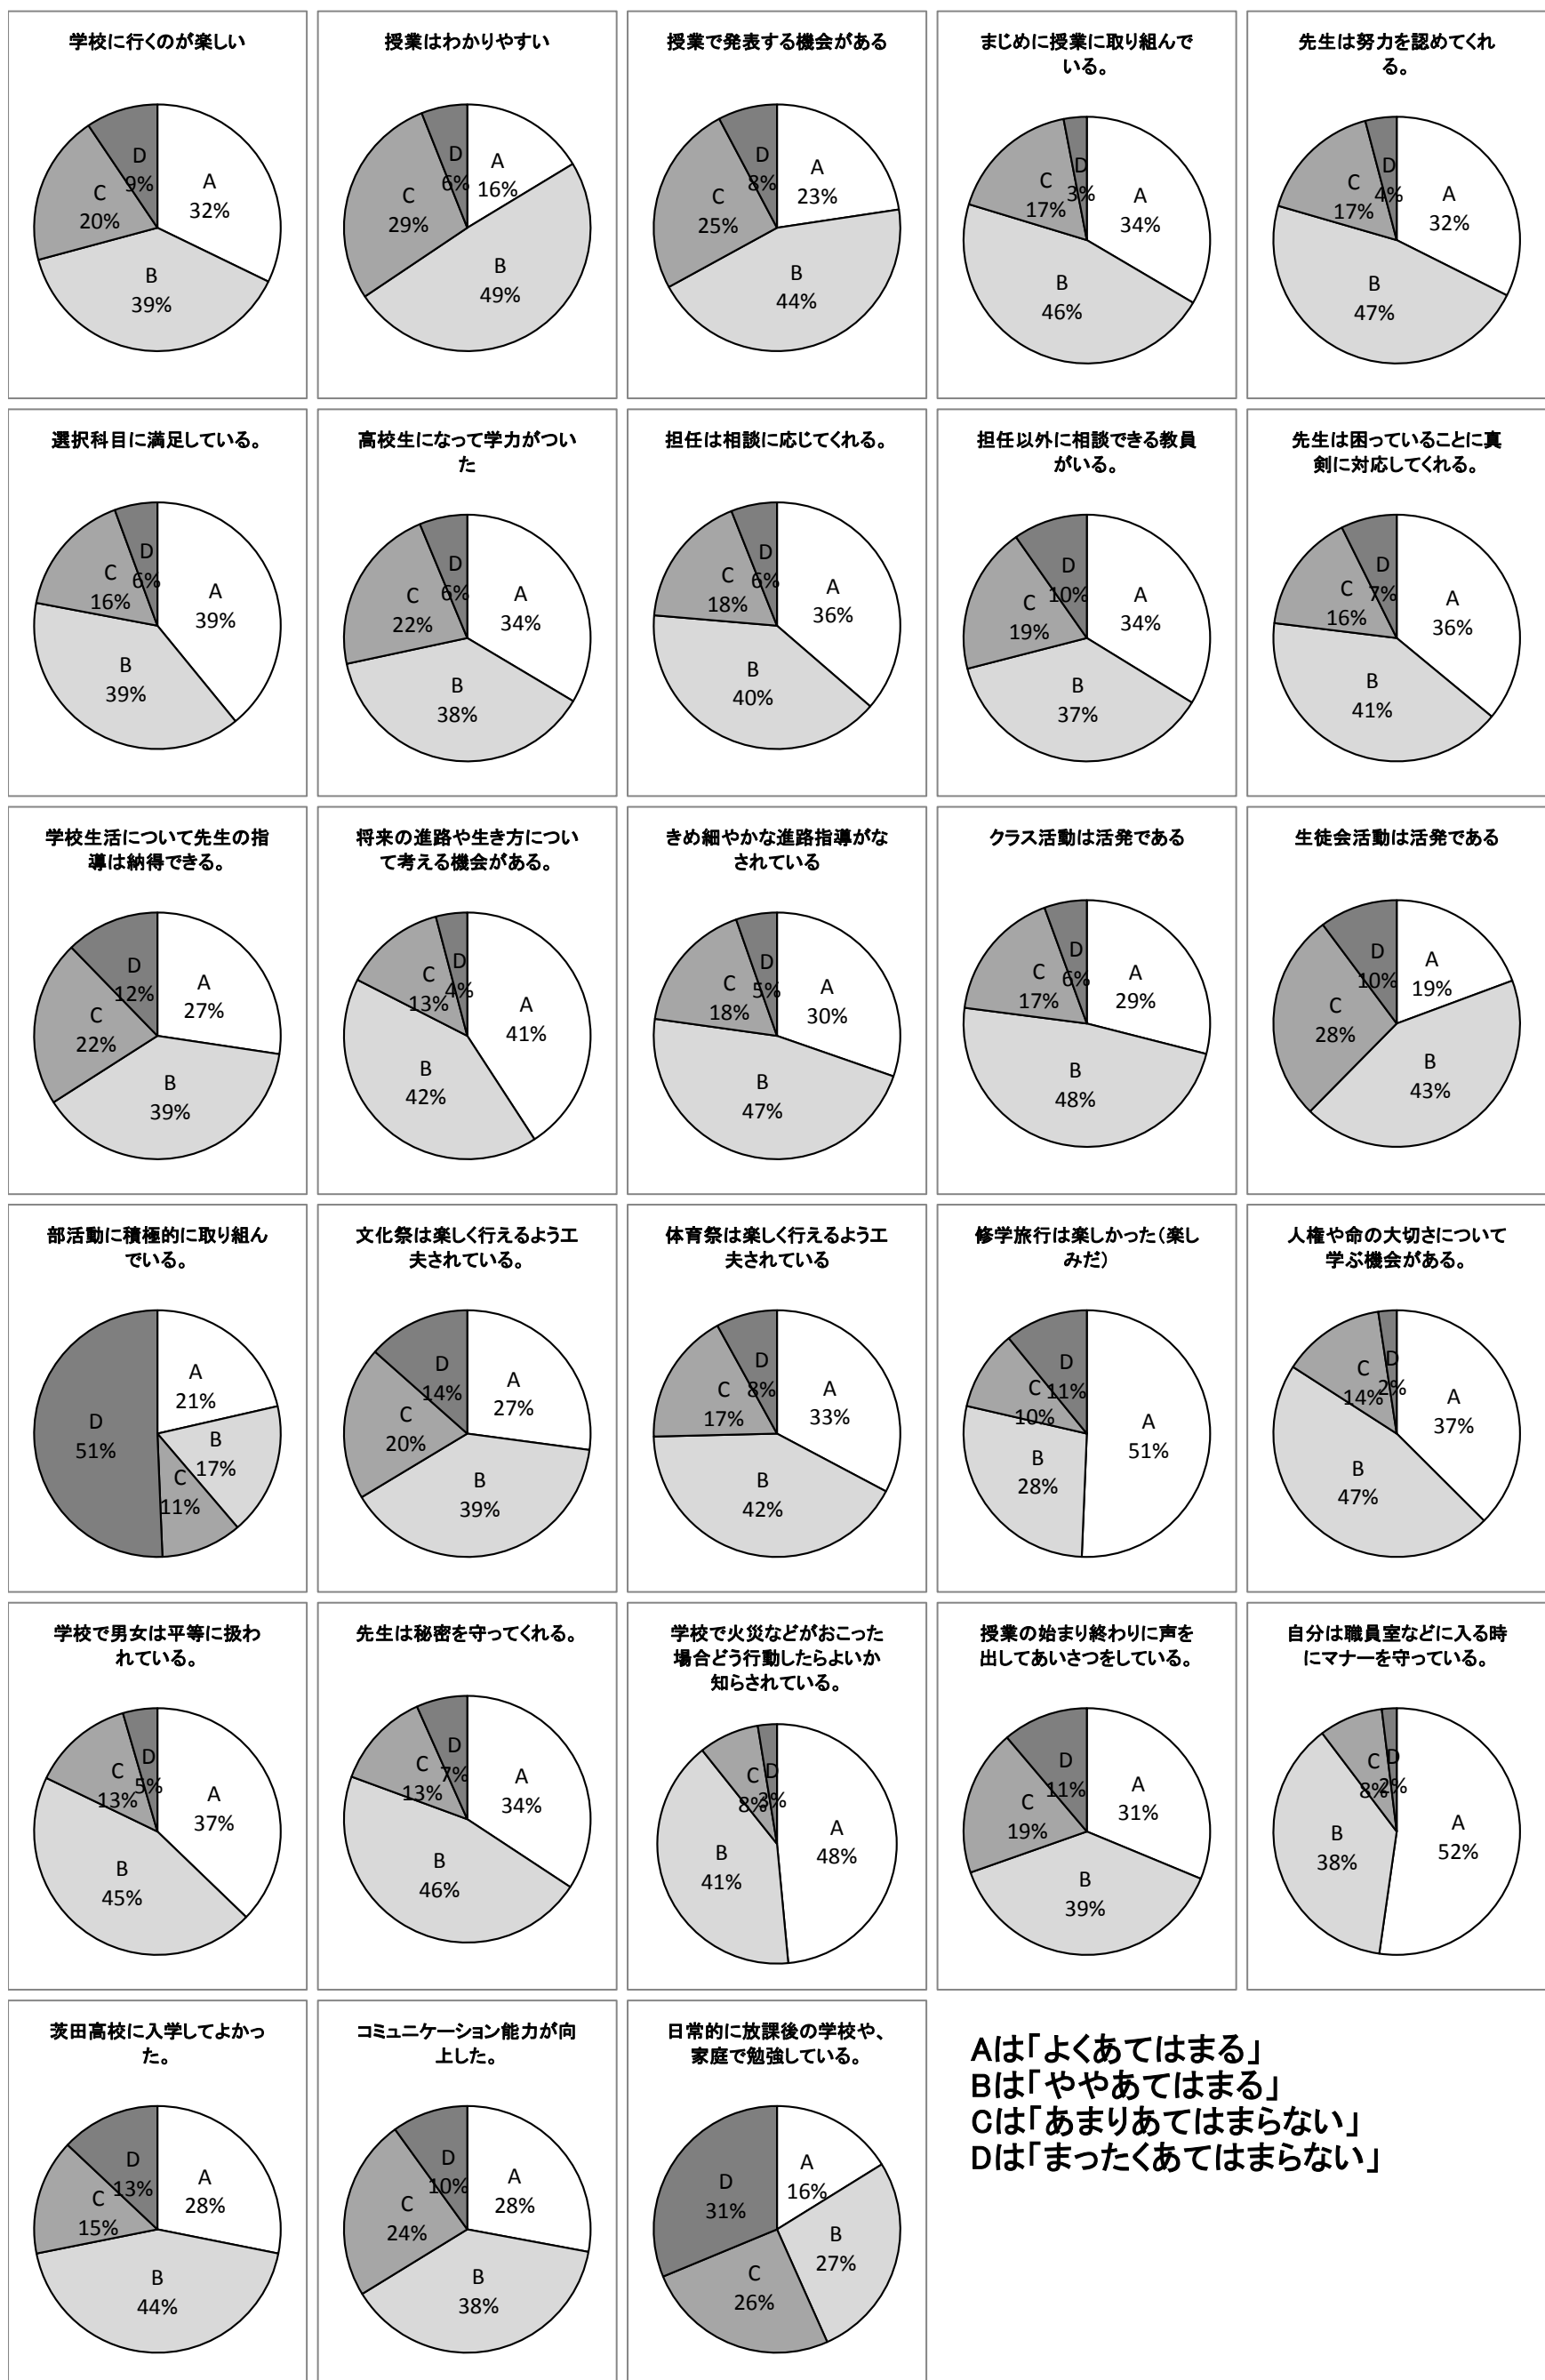 学校に行くのが楽しい
D
9%
A
32%
C
20%
B
39%
授業はわかりやすい
D
6%
A
16%
C
29%
B
49%
授業で発表する機会がある
D
8%
A
23%
C
25%
B
44%
まじめに授業に取り組んで
いる。
D
3%
C
17%
A
34%
B
46%
先生は努力を認めてくれ
る。
D
4%
C
17%
A
32%
B
47%
選択科目に満足している。
D
6%
C
16%
A
39%
B
39%
高校生になって学力がつい
た
D
6%
C
22%
A
34%
B
38%
担任は相談に応じてくれる。
D
6%
C
18%
A
36%
B
40%
担任以外に相談できる教員
がいる。
D
10%
C
19%
A
34%
B
37%
先生は困っていることに真
剣に対応してくれる。
D
7%
C
16%
A
36%
B
41%
学校生活について先生の指
導は納得できる。
D
12%
A
27%
C
22%
B
39%
将来の進路や生き方につい
て考える機会がある。
D
4%
C
13%
A
41%
B
42%
きめ細やかな進路指導がな
されている
D
5%
C
18%
A
30%
B
47%
クラス活動は活発である
D
6%
C
17%
A
29%
B
48%
生徒会活動は活発である
D
10%
A
19%
C
28%
B
43%
部活動に積極的に取り組ん
でいる。
A
21%
D
51%
B
17%
C
11%
文化祭は楽しく行えるよう工
夫されている。
D
14%
A
27%
C
20%
B
39%
体育祭は楽しく行えるよう工
夫されている
D
8%
C
17%
A
33%
B
42%
修学旅行は楽しかった（楽し
みだ）
D
11%
C
10%
A
51%
B
28%
人権や命の大切さについて
学ぶ機会がある。
D
2%
C
14%
A
37%
B
47%
学校で男女は平等に扱わ
れている。
D
5%
C
13%
A
37%
B
45%
先生は秘密を守ってくれる。
D
7%
C
13%
A
34%
B
46%
学校で火災などがおこった
場合どう行動したらよいか
知らされている。
D
3%
C
8%
A
48%
B
41%
授業の始まり終わりに声を
出してあいさつをしている。
D
11%
A
31%
C
19%
B
39%
自分は職員室などに入る時
にマナーを守っている。
D
2%
C
8%
A
52%
B
38%
茨田高校に入学してよかっ
た。
D
13%
A
28%
C
15%
B
44%
コミュニケーション能力が向
上した。
D
10%
A
28%
C
24%
B
38%
日常的に放課後の学校や、
家庭で勉強している。
A
16%
D
31%
B
27%
C
26%
Aは「よくあてはまる」
Bは「ややあてはまる」
Cは「あまりあてはまらない」
Dは「まったくあてはまらない」